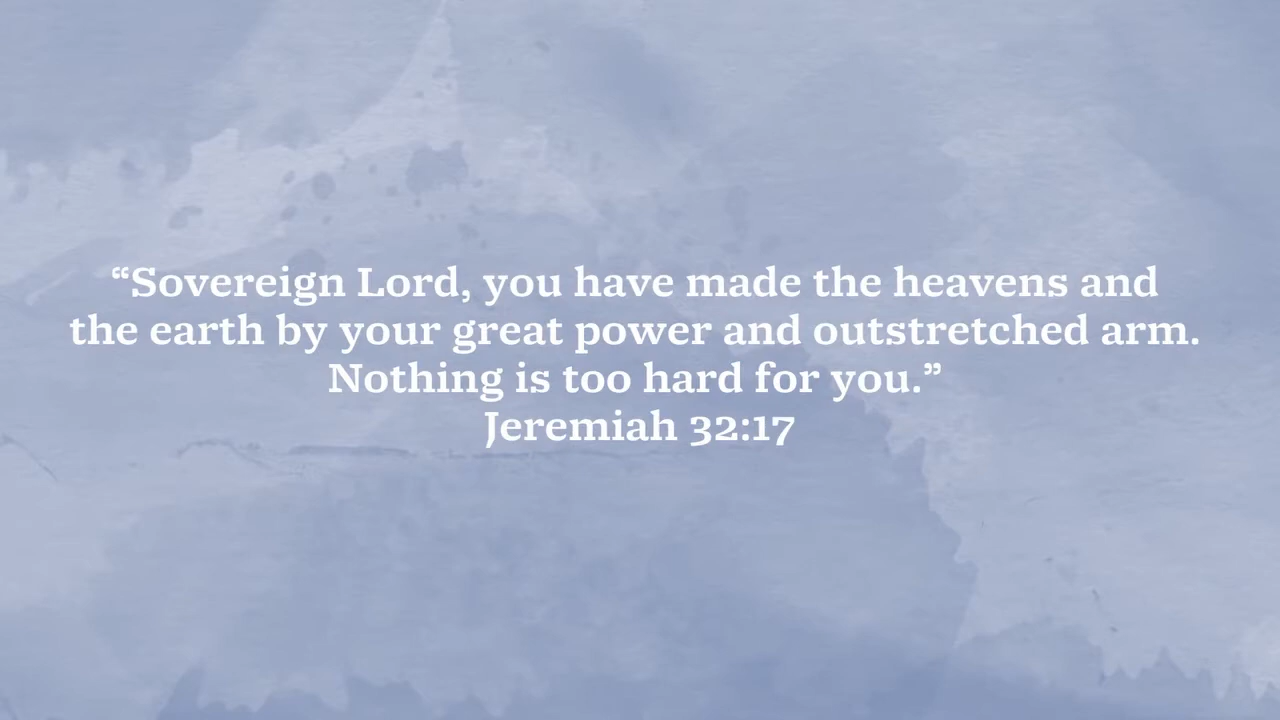 “Sovereign Lord, you have made the heavens and
the earth by your great power and outstretched arm.
Nothing is too hard for you.”
Jeremiah 32:17